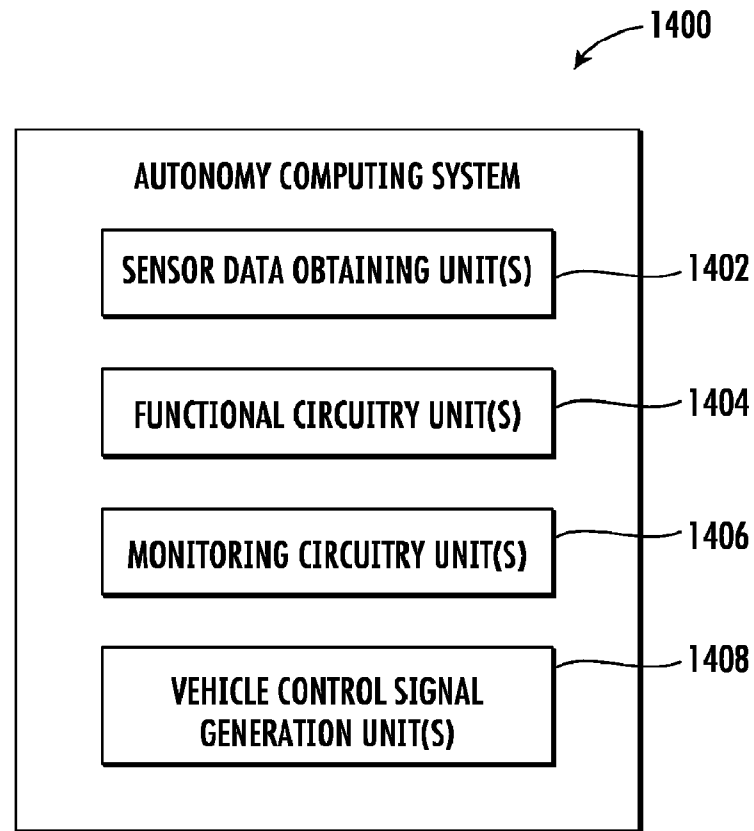 1400
AUTONOMY COMPUTING SYSTEM
SENSOR DATA OBTAINING UNIT(S)
1402
FUNCTIONAL CIRCUITRY UNIT(S)
1404
MONITORING CIRCUITRY UNIT(S)
1406
VEHICLE CONTROL SIGNAL
GENERATION UNIT(S)
1408